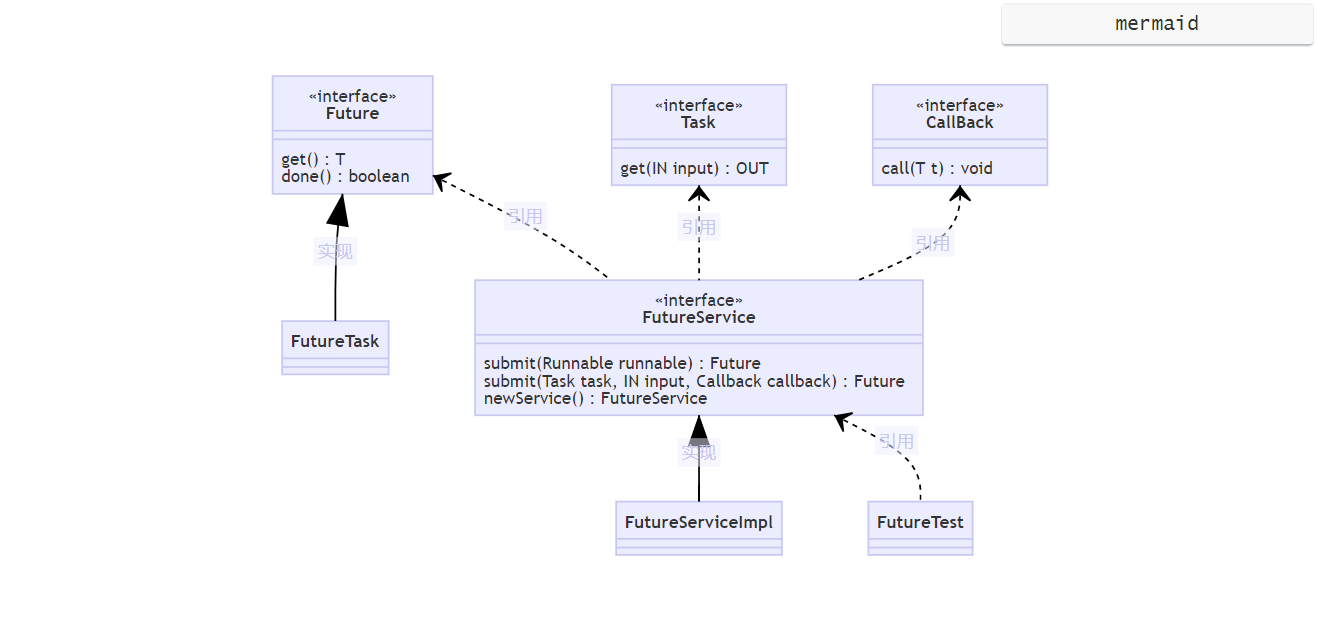 mermaid
«interface»
Future
get() : T
done() : boolean
«interface»
Task
get(IN input) : OUT
«interface»
CallBack
call(T t) : void
引用
引用
引用
实现
«interface»
FutureService
submit(Runnable runnable) : Future
submit(Task task, IN input, Callback callback) : Future
newService() : FutureService
FutureTask
实现
引用
FutureServiceImpl
FutureTest